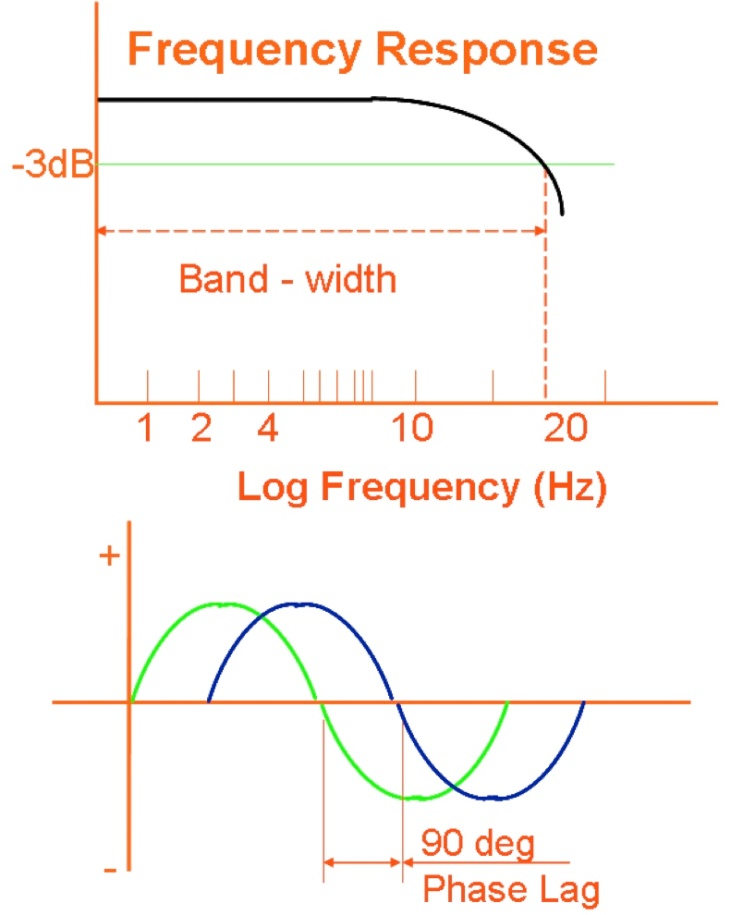 Frequency Response
-3dB
Band - width
1 2 4 10 20
Log Frequency (Hz)
+
-
90 deg
Phase Lag